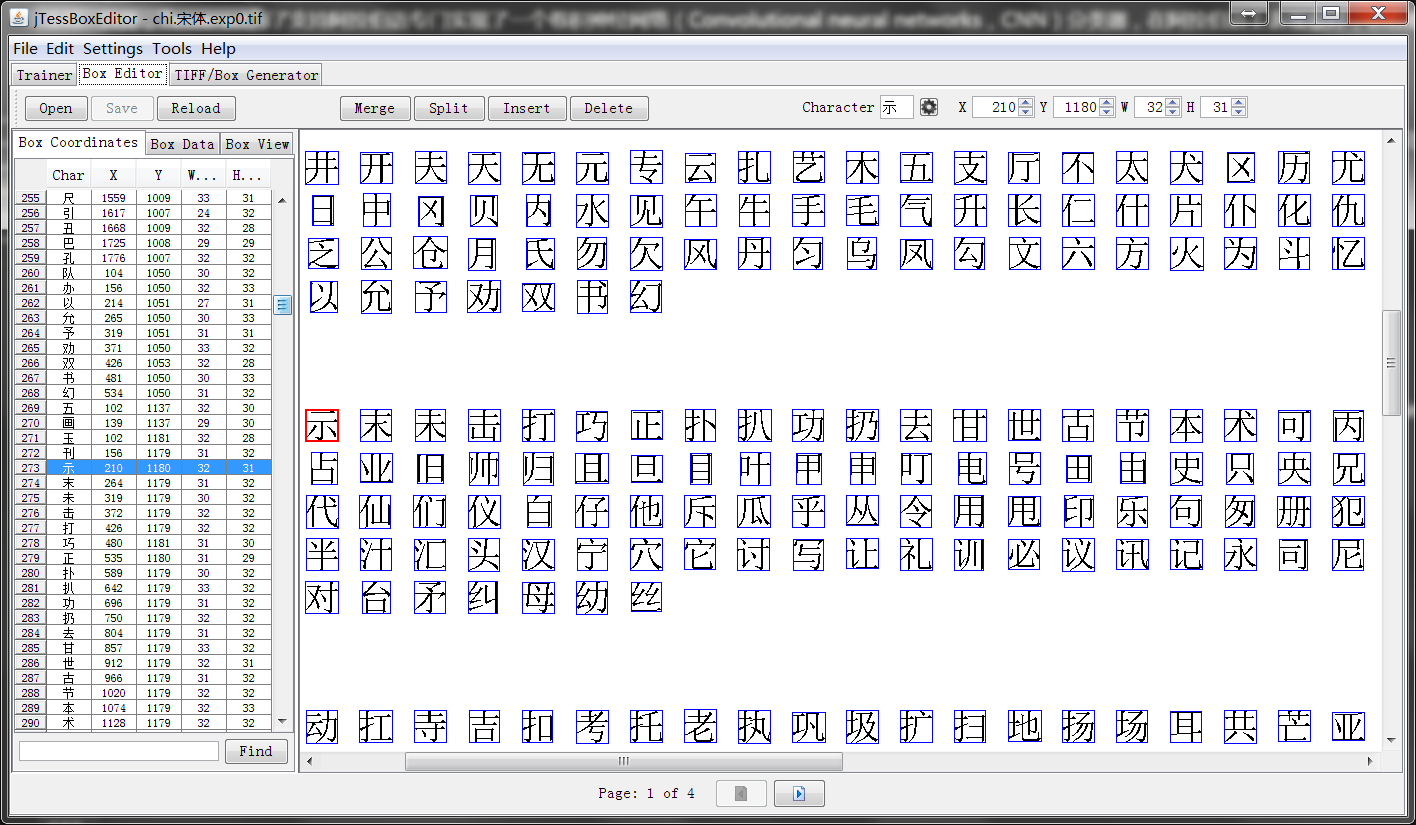 jTessBoxEditor - chi.宋体.exp0.tif
Convolutional neural networks , CNN
File Edit Settings Tools Help
Trainer Box Editor TIFF/Box Generator
Open Save Reload Merge Split Insert Delete Character 示 X 210 Y 1180 W 32 H 31
Box Coordinates Box Data Box View
Char X Y W... H...
255 尺 1559 1009 33 31
256 引 1617 1007 24 32
257 丑 1668 1009 32 28
258 巴 1725 1008 29 29
259 孔 1776 1007 32 32
260 队 104 1050 30 32
261 办 156 1050 32 33
262 以 214 1051 27 31
263 允 265 1050 30 33
264 予 319 1051 31 31
265 劝 371 1050 33 32
266 双 426 1053 32 28
267 书 481 1050 30 33
268 幻 534 1050 31 32
269 五 102 1137 32 30
270 画 139 1137 29 30
271 玉 102 1181 32 28
272 刊 156 1179 31 32
273 示 210 1180 32 31
274 末 264 1179 31 32
275 未 319 1179 30 32
276 击 372 1179 32 32
277 打 426 1179 32 32
278 巧 480 1181 31 30
279 正 535 1180 31 29
280 扑 589 1179 30 32
281 扒 642 1179 33 32
282 功 696 1179 31 32
283 扔 750 1179 32 32
284 去 804 1179 31 32
285 甘 857 1179 33 32
286 世 912 1179 32 31
287 古 966 1179 31 32
288 节 1020 1179 32 32
289 本 1074 1179 32 33
290 术 1128 1179 32 32
Find
井 开 夫 天 无 元 专 云 扎 艺 木 五 支 厅 不 太 犬 区 历 尤
日 中 冈 贝 内 水 见 午 牛 手 毛 气 升 长 仁 什 片 仆 化 仇
乏 公 仓 月 氏 勿 欠 风 丹 匀 乌 凤 勾 文 六 方 火 为 斗 忆
以 允 予 劝 双 书 幻
示 末 未 击 打 巧 正 扑 扒 功 扔 去 甘 世 古 节 本 术 可 丙
占 业 旧 帅 归 且 旦 目 叶 甲 申 叮 电 号 田 由 史 只 央 兄
代 仙 们 仪 白 仔 他 斥 瓜 乎 丛 令 用 甩 印 乐 句 匆 册 犯
半 汁 汇 头 汉 宁 穴 它 讨 写 让 礼 训 必 议 讯 记 永 司 尼
对 台 矛 纠 母 幼 丝
动 扛 寺 吉 扣 考 托 老 执 巩 圾 扩 扫 地 扬 场 耳 共 芒 亚
Page: 1 of 4